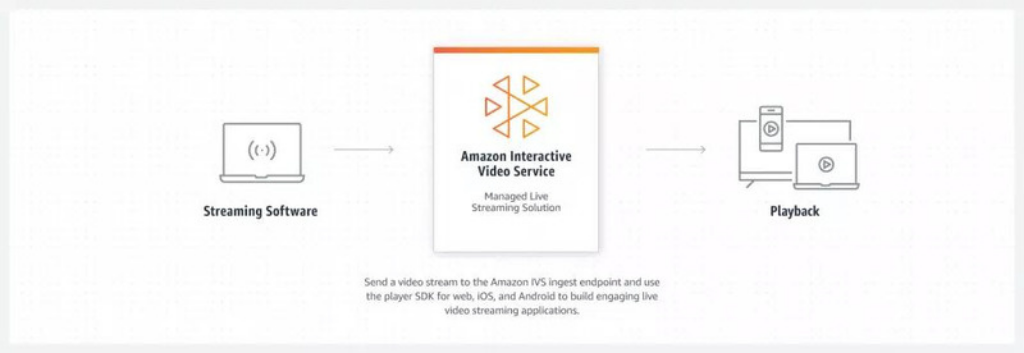 Amazon Interactive
Video Service
Managed Live
Streaming Solution
Streaming Software
Playback
Send a video stream to the Amazon IVS ingest endpoint and use
the player SDK for web, iOS, and Android to build engaging live
video streaming applications.